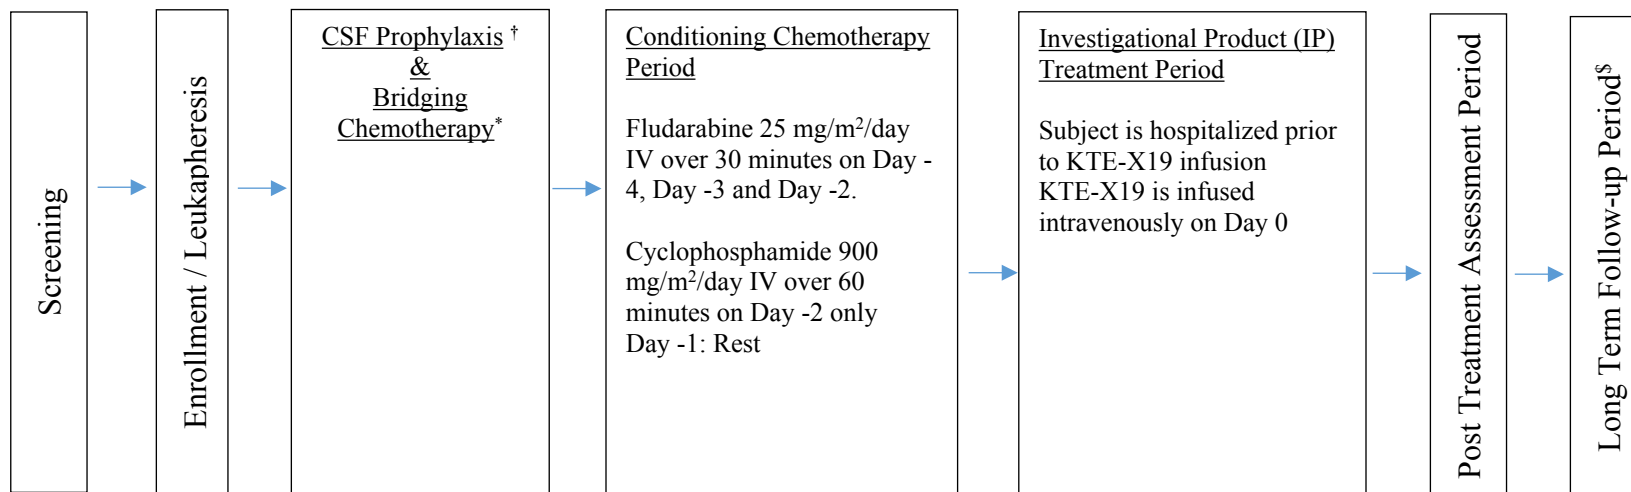 Screening
Enrollment / Leukapheresis
CSF Prophylaxis †
&
Bridging
Chemotherapy*
Conditioning Chemotherapy
Period
Fludarabine 25 mg/m²/day
IV over 30 minutes on Day -
4, Day -3 and Day -2.
Cyclophosphamide 900
mg/m²/day IV over 60
minutes on Day -2 only
Day -1: Rest
Investigational Product (IP)
Treatment Period
Subject is hospitalized prior
to KTE-X19 infusion
KTE-X19 is infused
intravenously on Day 0
Post Treatment Assessment Period
Long Term Follow-up Period$